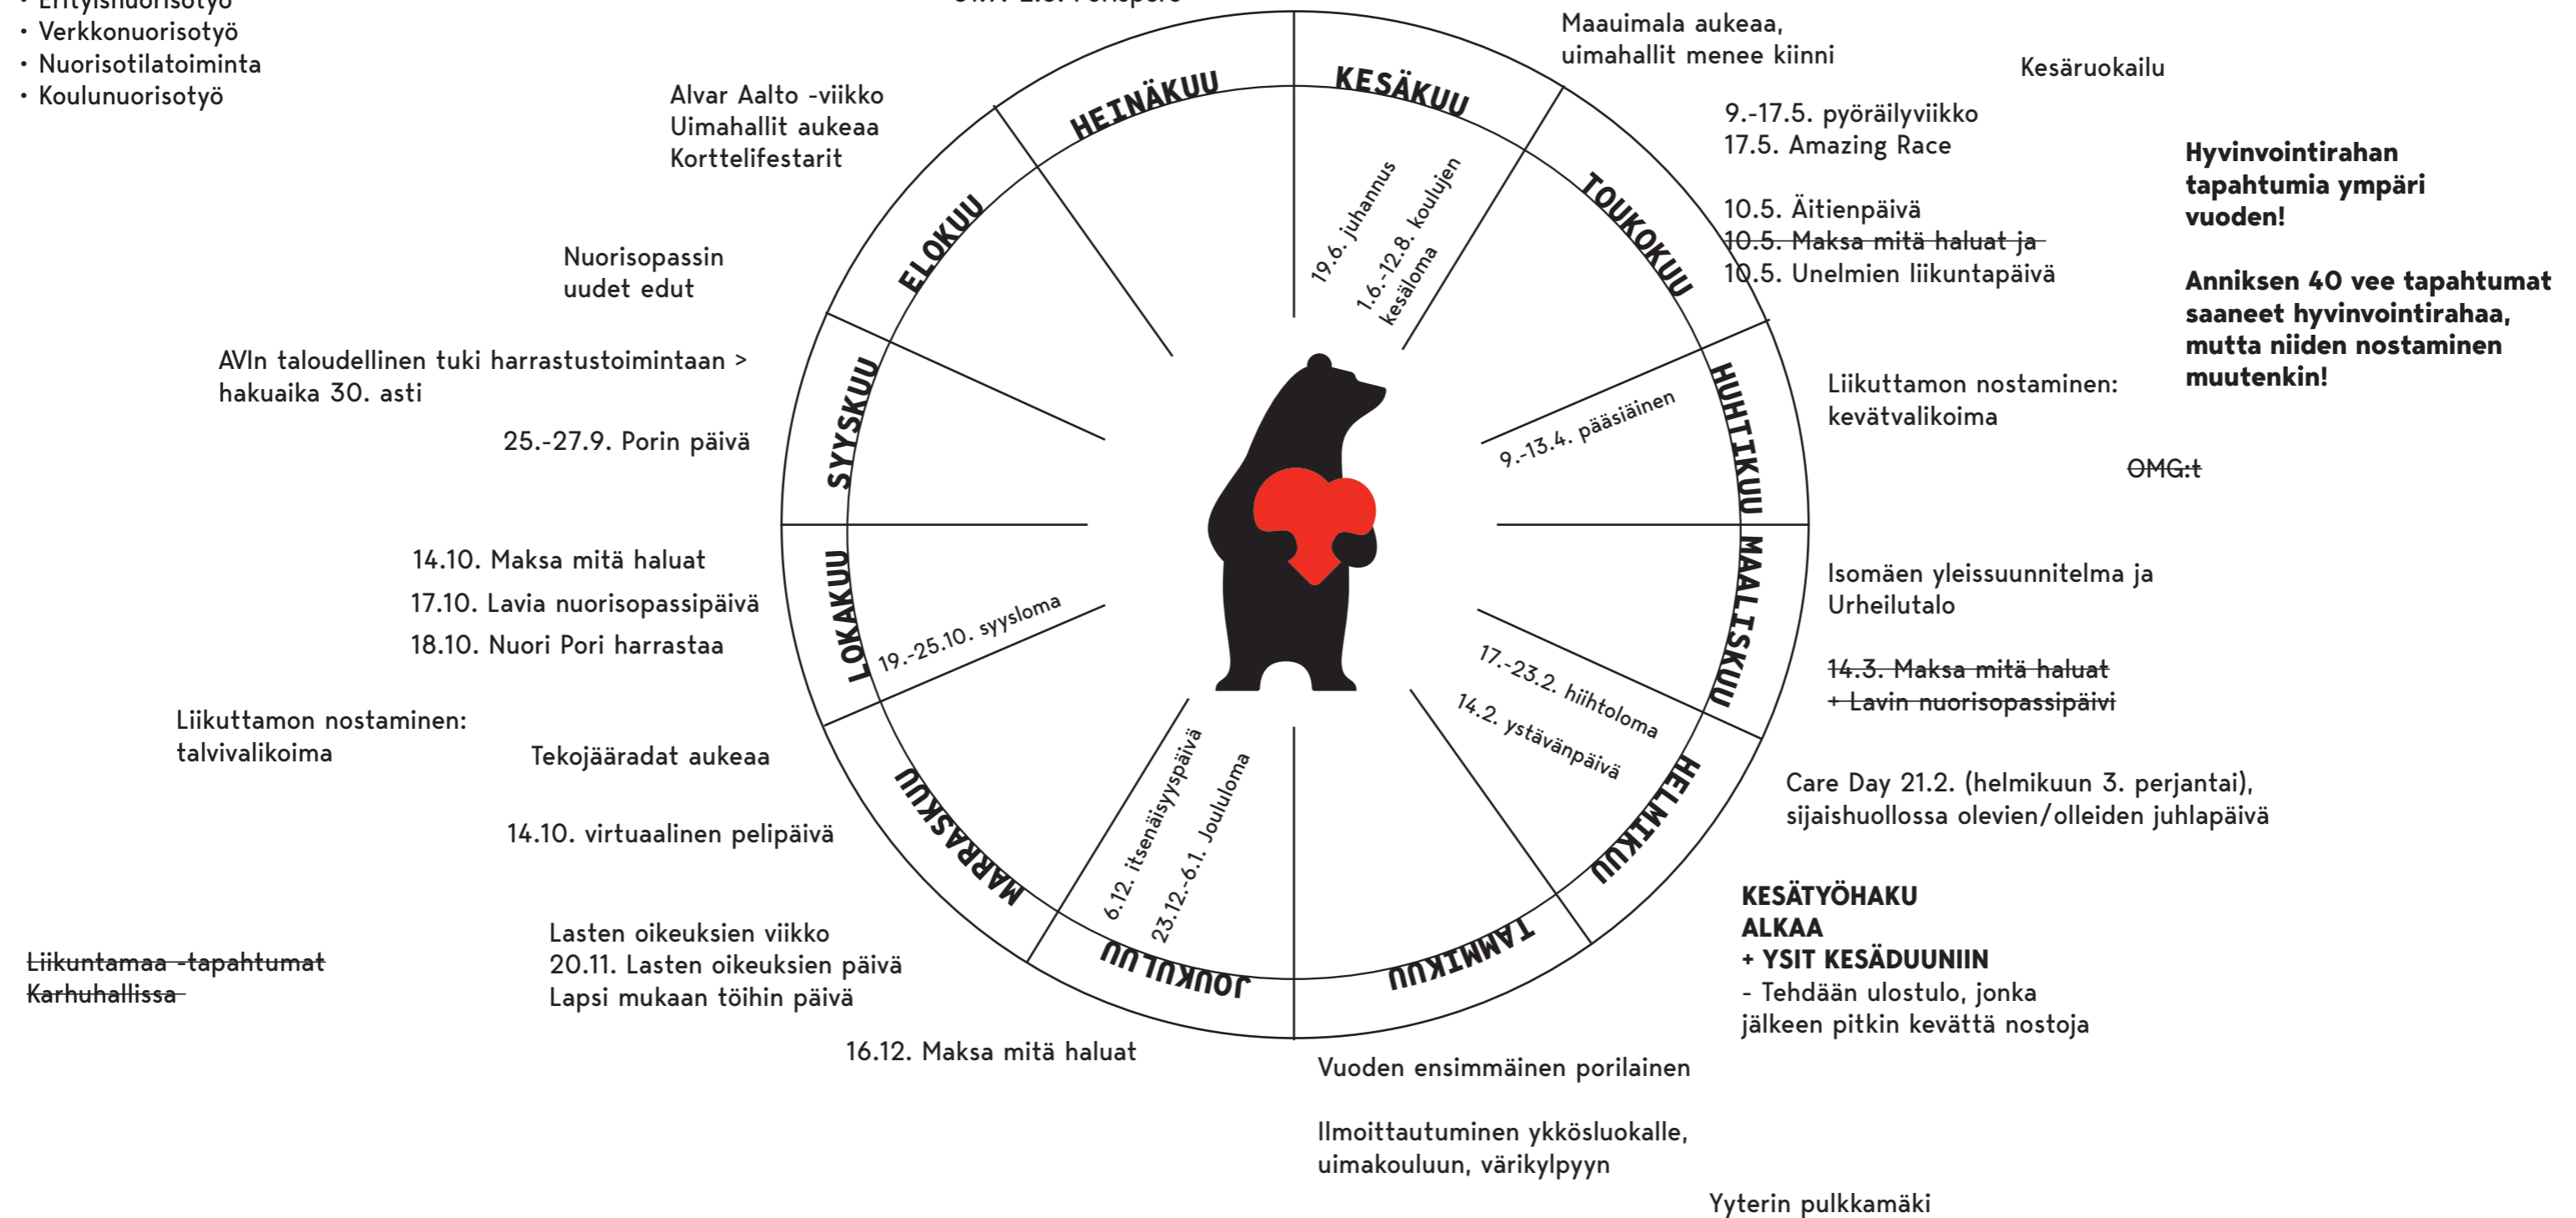 • Erityisnuorisotyö
• Verkkonuorisotyö
• Nuorisotilatoiminta
• Koulunuorisotyö
Alvar Aalto -viikko
Uimahallit aukeaa
Korttelifestarit
Nuorisopassin
uudet edut
AVIn taloudellinen tuki harrastustoimintaan >
hakuaika 30. asti
25.-27.9. Porin päivä
14.10. Maksa mitä haluat
17.10. Lavia nuorisopassipäivä
18.10. Nuori Pori harrastaa
Liikuttamon nostaminen:
talvivalikoima
Tekojääradat aukeaa
14.10. virtuaalinen pelipäivä
Liikuntamaa -tapahtumat
Karhuhallissa
Lasten oikeuksien viikko
20.11. Lasten oikeuksien päivä
Lapsi mukaan töihin päivä
16.12. Maksa mitä haluat
HEINÄKUU
KESÄKUU
19.6. juhannus
1.6.-12.8. koulujen
kesäloma
TOUKOKUU
HUHTIKUU
9.-13.4. pääsiäinen
MAALISKUU
HELMIKUU
17.-23.2. hiihtoloma
14.2. ystävänpäivä
TAMMIKUU
JOUKULUU
6.12. itsenäisyyspäivä
23.12.-6.1. Joululoma
MARRASKUU
LOKAKUU
19.-25.10. syysloma
SYYSKUU
ELOKUU
Maauimala aukeaa,
uimahallit menee kiinni
Kesäruokailu
9.-17.5. pyöräilyviikko
17.5. Amazing Race
10.5. Äitienpäivä
10.5. Maksa mitä haluat ja
10.5. Unelmien liikuntapäivä
Hyvinvointirahan
tapahtumia ympäri
vuoden!
Anniksen 40 vee tapahtumat
saaneet hyvinvointirahaa,
mutta niiden nostaminen
muutenkin!
Liikuttamon nostaminen:
kevätvalikoima
OMG:t
Isomäen yleissuunnitelma ja
Urheilutalo
14.3. Maksa mitä haluat
+ Lavin nuorisopassipäivi
Care Day 21.2. (helmikuun 3. perjantai),
sijaishuollossa olevien/olleiden juhlapäivä
KESÄTYÖHAKU
ALKAA
+ YSIT KESÄDUUNIIN
- Tehdään ulostulo, jonka
jälkeen pitkin kevättä nostoja
Vuoden ensimmäinen porilainen
Ilmoittautuminen ykkösluokalle,
uimakouluun, värikylpyyn
Yyterin pulkkamäki